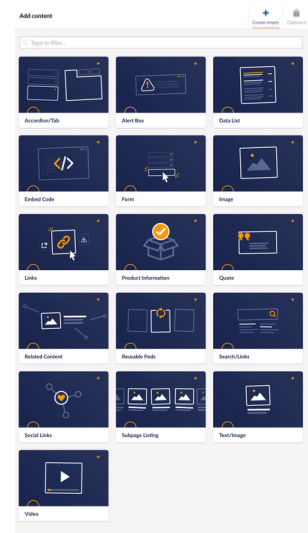 Add content
Create empty
Clipboard
Type to filter...
Accordion/Tab
Alert Box
Data List
Embed Code
Form
Image
Links
Product Information
Quote
Related Content
Reusable Pods
Search/Links
Social Links
Subpage Listing
Text/Image
Video